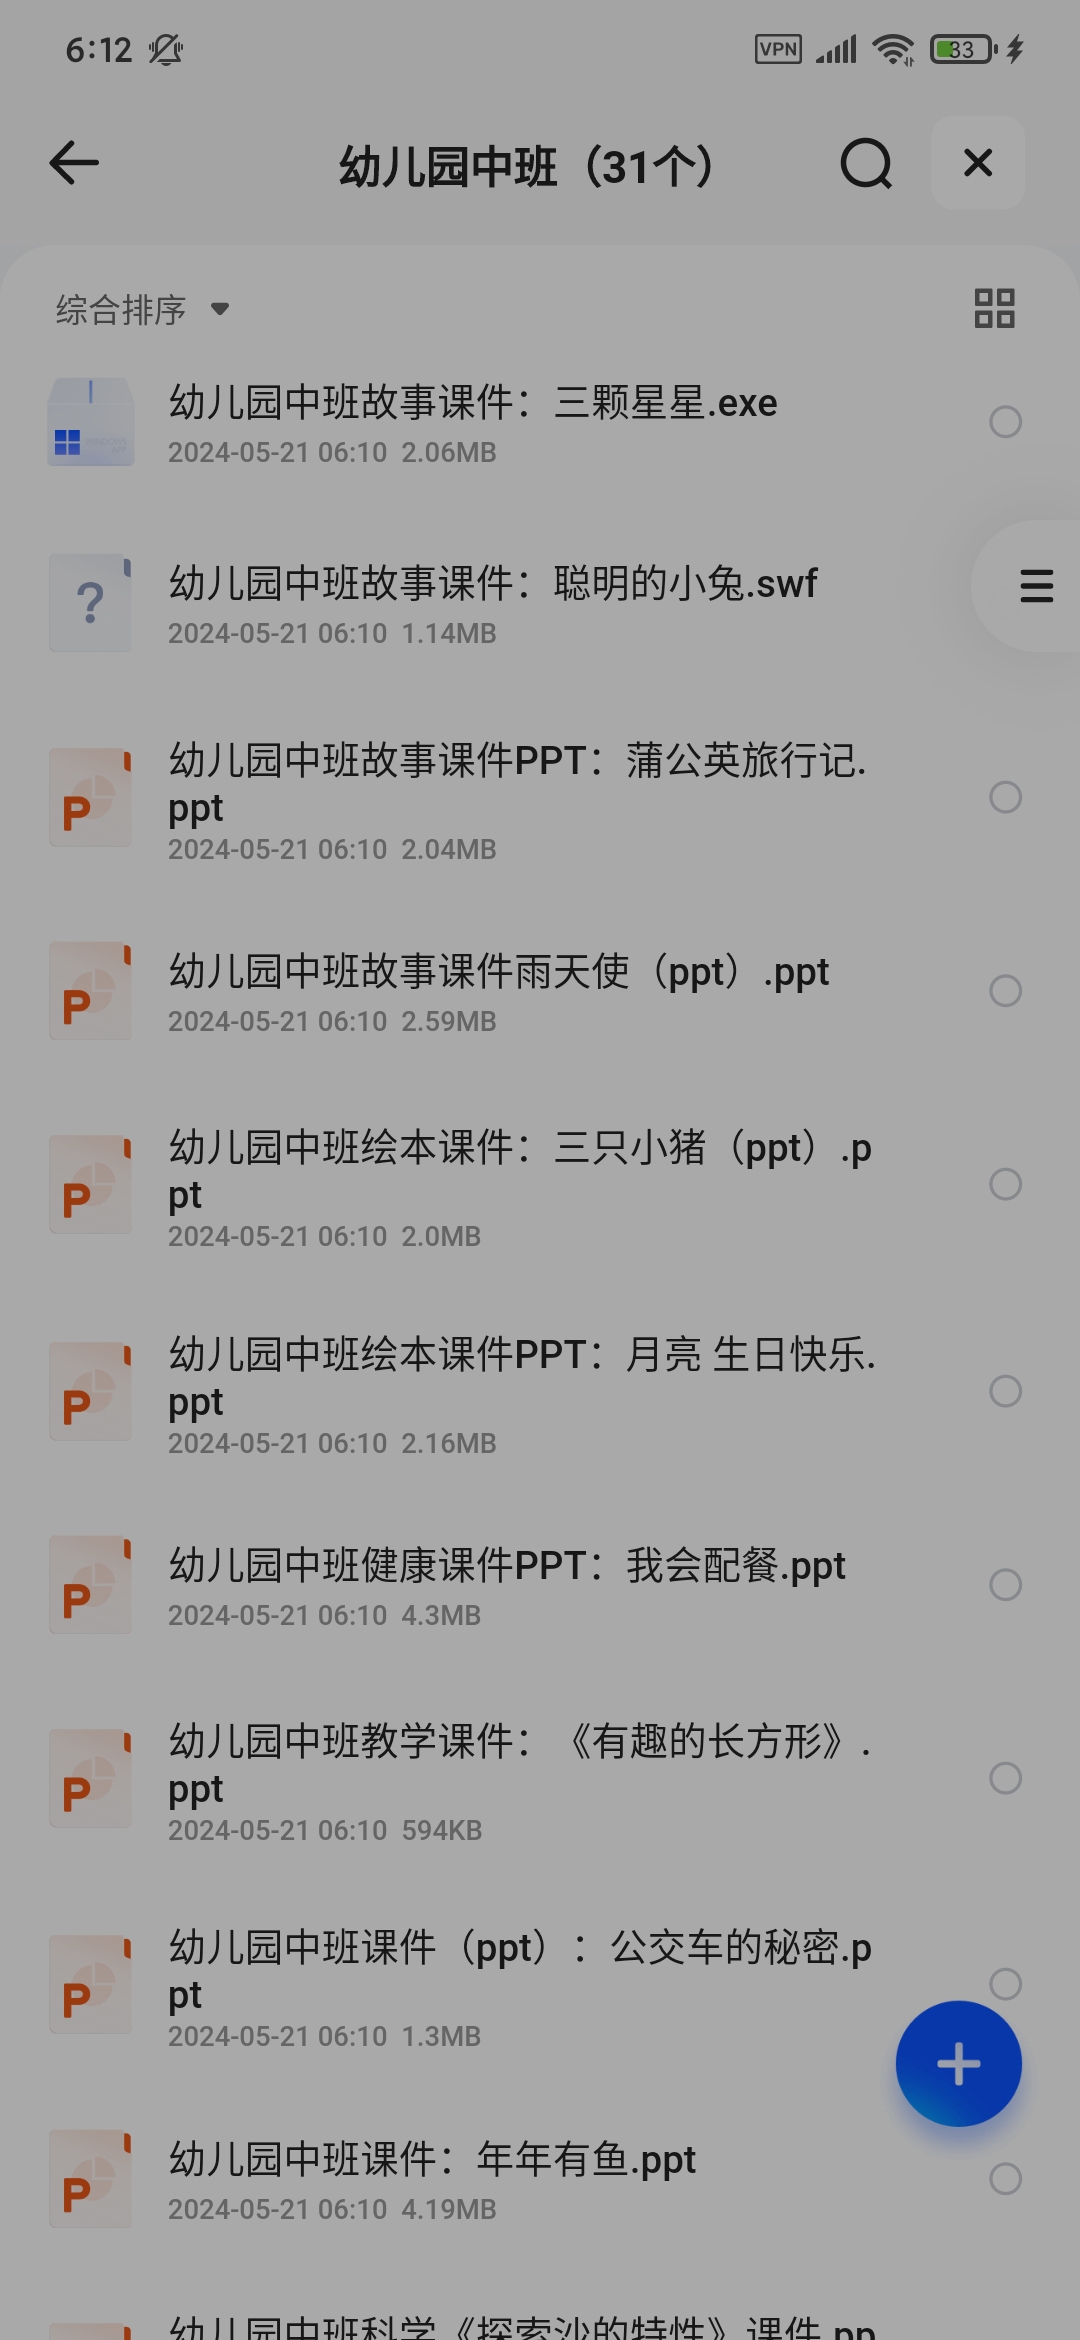 6:12 VPN 33
幼儿园中班（31个）
综合排序
幼儿园中班故事课件：三颗星星.exe
2024-05-21 06:10 2.06MB
幼儿园中班故事课件：聪明的小兔.swf
2024-05-21 06:10 1.14MB
幼儿园中班故事课件PPT：蒲公英旅行记.
ppt
2024-05-21 06:10 2.04MB
幼儿园中班故事课件雨天使（ppt）.ppt
2024-05-21 06:10 2.59MB
幼儿园中班绘本课件：三只小猪（ppt）.p
pt
2024-05-21 06:10 2.0MB
幼儿园中班绘本课件PPT：月亮 生日快乐.
ppt
2024-05-21 06:10 2.16MB
幼儿园中班健康课件PPT：我会配餐.ppt
2024-05-21 06:10 4.3MB
幼儿园中班教学课件：《有趣的长方形》.
ppt
2024-05-21 06:10 594KB
幼儿园中班课件（ppt）：公交车的秘密.p
pt
2024-05-21 06:10 1.3MB
幼儿园中班课件：年年有鱼.ppt
2024-05-21 06:10 4.19MB
幼儿园中班科学《探索沙的特性》课件.pp